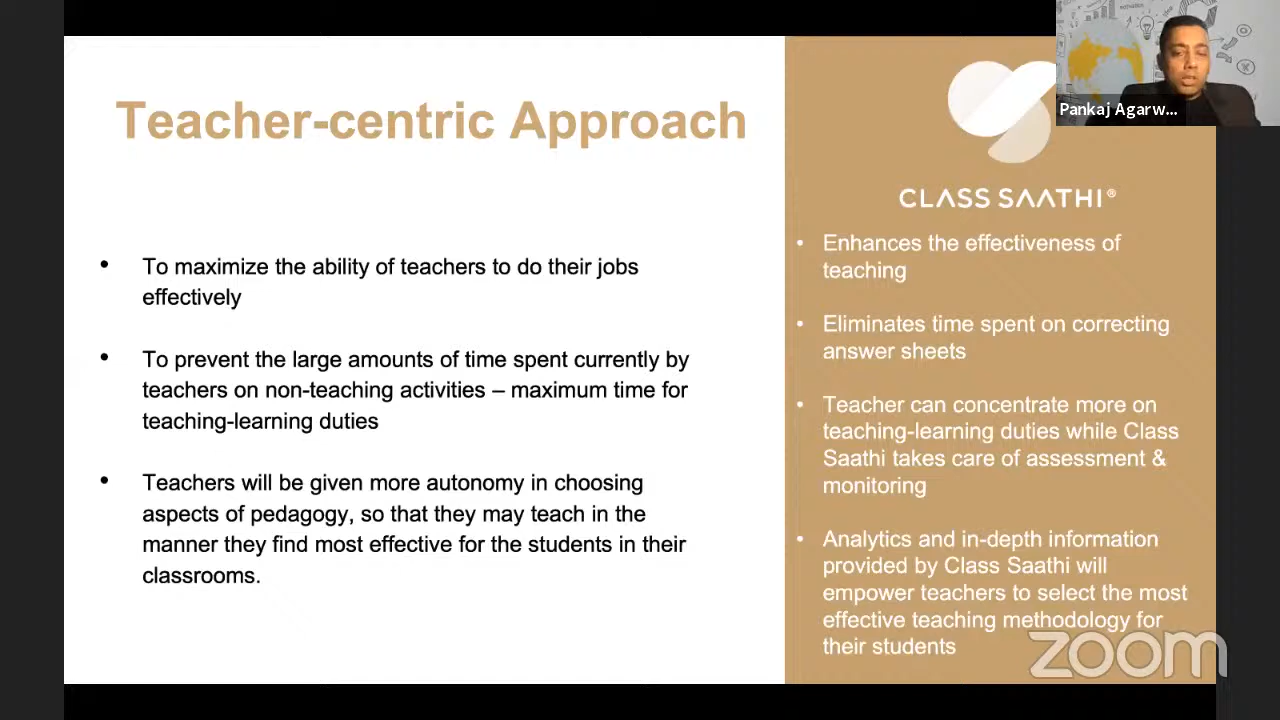 Teacher-centric Approach
• To maximize the ability of teachers to do their jobs
effectively
• To prevent the large amounts of time spent currently by
teachers on non-teaching activities – maximum time for
teaching-learning duties
• Teachers will be given more autonomy in choosing
aspects of pedagogy, so that they may teach in the
manner they find most effective for the students in their
classrooms.
Pankaj Agarw...
CLASS SAATHI®
• Enhances the effectiveness of
teaching
• Eliminates time spent on correcting
answer sheets
• Teacher can concentrate more on
teaching-learning duties while Class
Saathi takes care of assessment &
monitoring
• Analytics and in-depth information
provided by Class Saathi will
empower teachers to select the most
effective teaching methodology for
their students
zoom